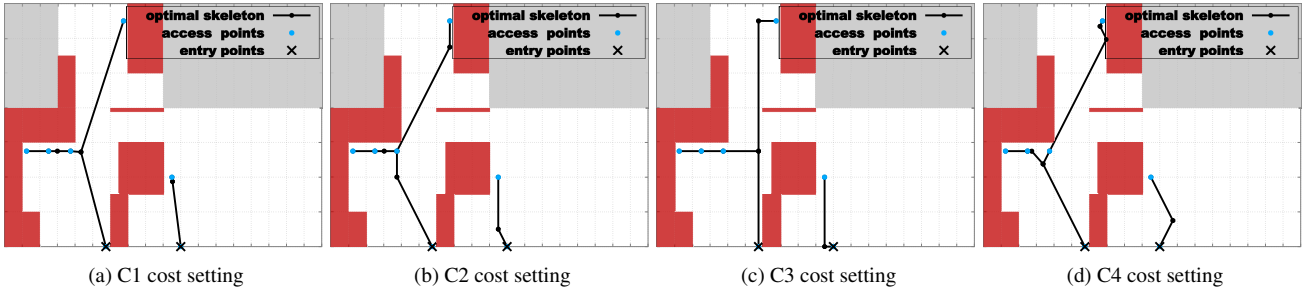 optimal skeleton
access points
entry points
optimal skeleton
access points
entry points
optimal skeleton
access points
entry points
optimal skeleton
access points
entry points
(a) C1 cost setting
(b) C2 cost setting
(c) C3 cost setting
(d) C4 cost setting